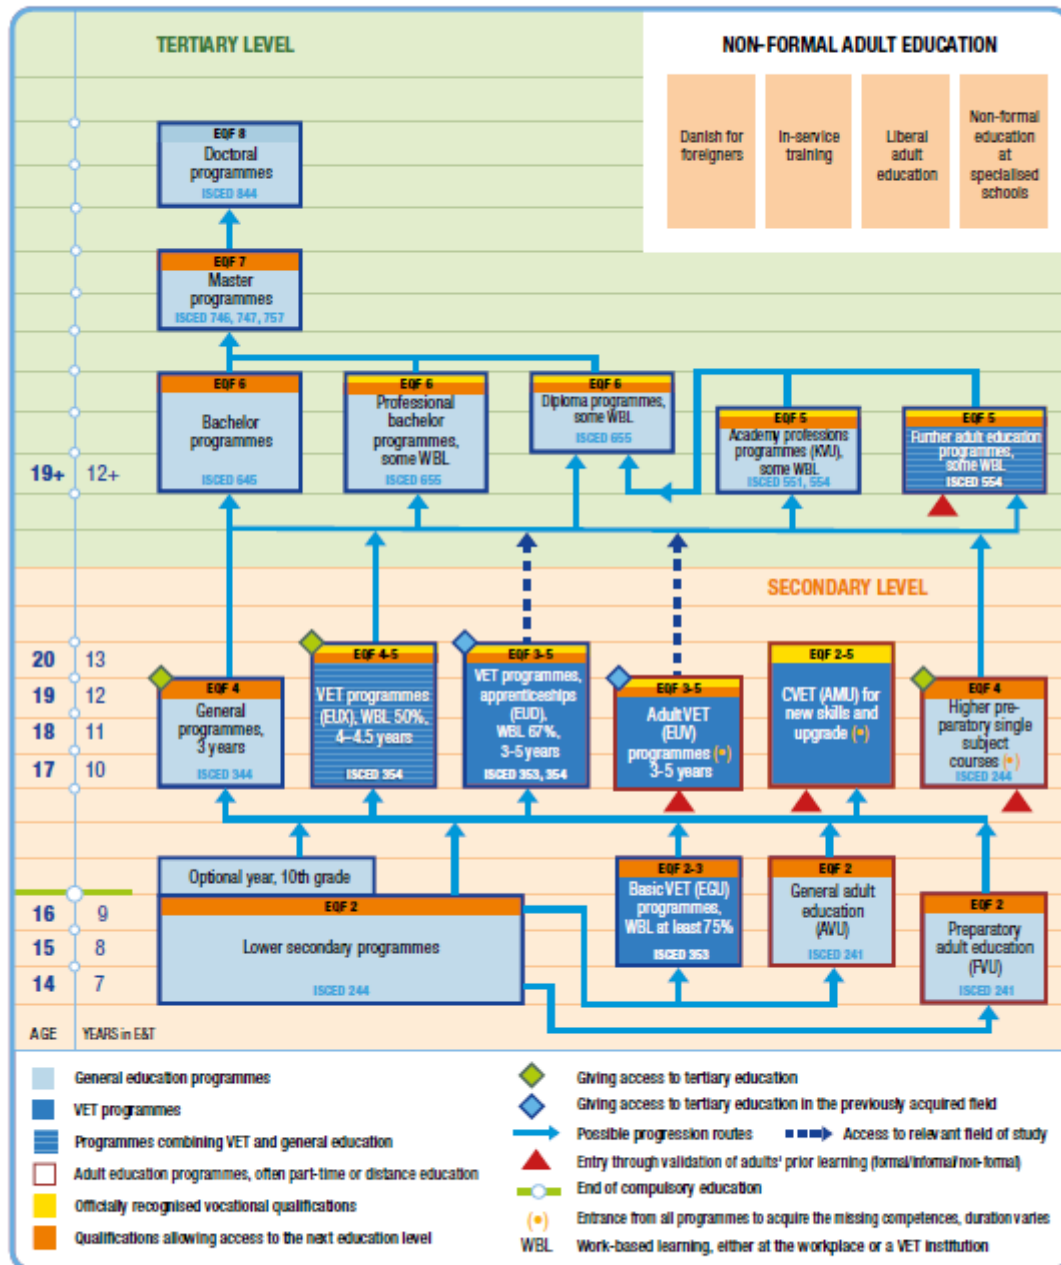 TERTIARY LEVEL
NON-FORMAL ADULT EDUCATION
Danish for
foreigners
In-service
training
Liberal
adult
education
Non-formal
education
at
specialised
schools
EQF 8
Doctoral
programmes
ISCED 844
EQF 7
Master
programmes
ISCED 746, 747, 757
EQF 6
Bachelor
programmes
ISCED 645
EQF 6
Professional
bachelor
programmes,
some WBL
ISCED 655
EQF 6
Diploma programmes,
some WBL
ISCED 655
EQF 5
Academy professions
programmes (KVU),
some WBL
ISCED 551, 554
EQF 5
Further adult education
programmes,
some WBL
ISCED 554
19+ 12+
SECONDARY LEVEL
20 13
19 12
18 11
17 10
EQF 4
General
programmes,
3 years
ISCED 344
EQF 4-5
VET programmes
(EUX), WBL 50%,
4–4.5 years
ISCED 354
EQF 3-5
VET programmes,
apprenticeships
(EUD),
WBL 67%,
3-5 years
ISCED 353, 354
EQF 3-5
Adult VET
(EUV)
programmes (•)
3-5 years
EQF 2-5
CVET (AMU) for
new skills and
upgrade (•)
EQF 4
Higher pre-
paratory single
subject
courses (•)
ISCED 244
Optional year, 10th grade
EQF 2
Lower secondary programmes
ISCED 244
EQF 2-3
Basic VET (EGU)
programmes,
WBL at least 75%
ISCED 353
EQF 2
General adult
education
(AVU)
ISCED 241
EQF 2
Preparatory
adult education
(FVU)
ISCED 241
16 9
15 8
14 7
AGE YEARS in E&T
General education programmes
VET programmes
Programmes combining VET and general education
Adult education programmes, often part-time or distance education
Officially recognised vocational qualifications
Qualifications allowing access to the next education level
Giving access to tertiary education
Giving access to tertiary education in the previously acquired field
Possible progression routes
Access to relevant field of study
Entry through validation of adults' prior learning (formal/informal/non-formal)
End of compulsory education
(•) Entrance from all programmes to acquire the missing competences, duration varies
WBL Work-based learning, either at the workplace or a VET institution